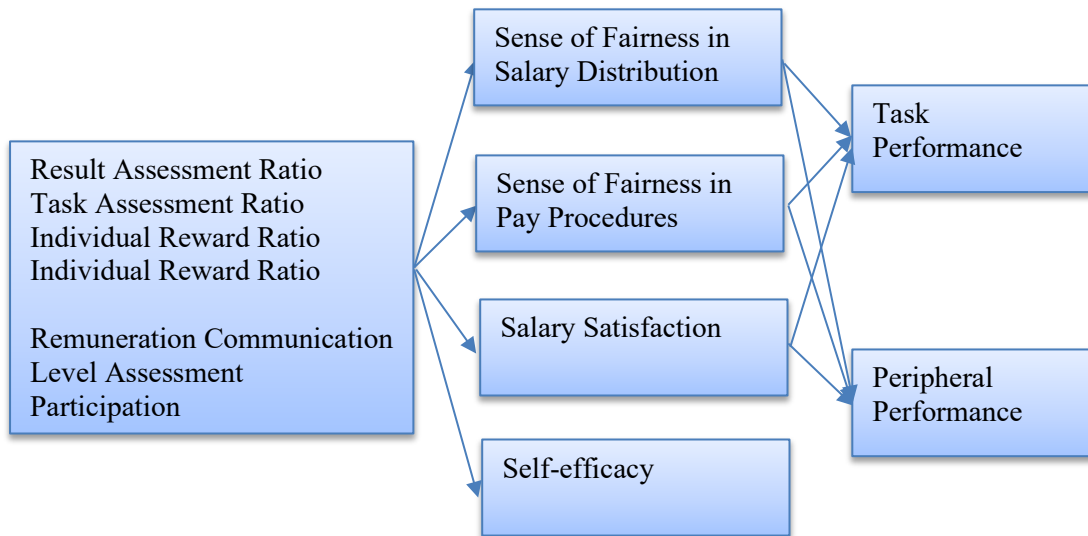 Result Assessment Ratio
Task Assessment Ratio
Individual Reward Ratio
Individual Reward Ratio
Remuneration Communication
Level Assessment
Participation
Sense of Fairness in
Salary Distribution
Sense of Fairness in
Pay Procedures
Salary Satisfaction
Self-efficacy
Task
Performance
Peripheral
Performance